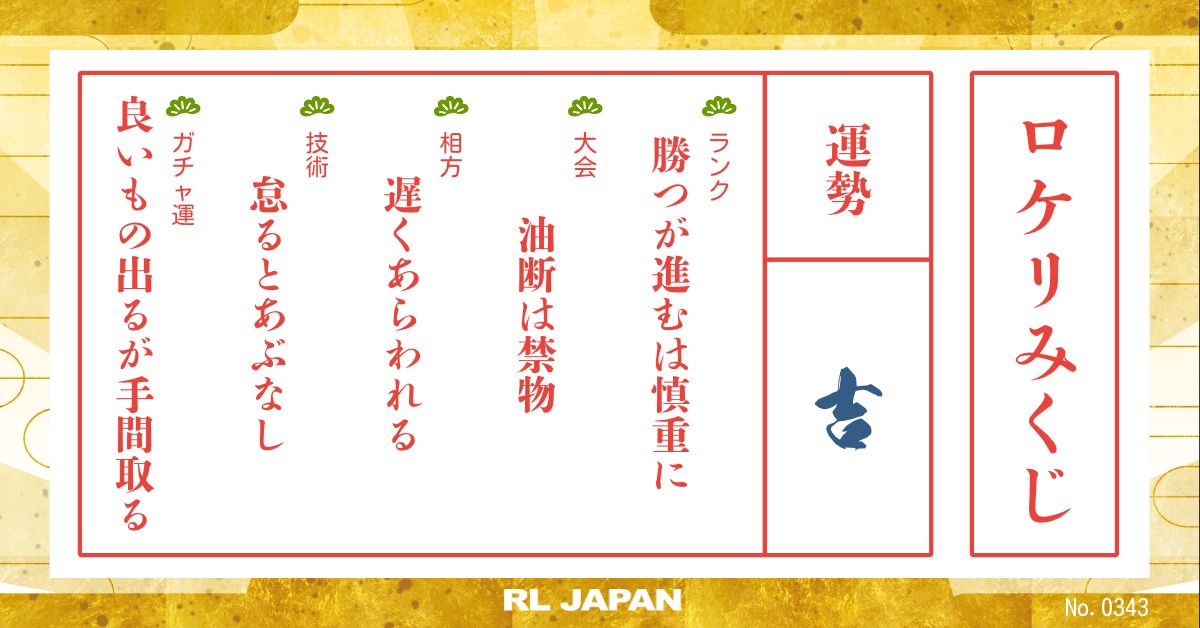 ロケリみくじ
運勢
吉
ランク
勝つが進むは慎重に
大会
油断は禁物
相方
遅くあらわれる
技術
怠るとあぶなし
ガチャ運
良いもの出るが手間取る
RL JAPAN
No. 0343